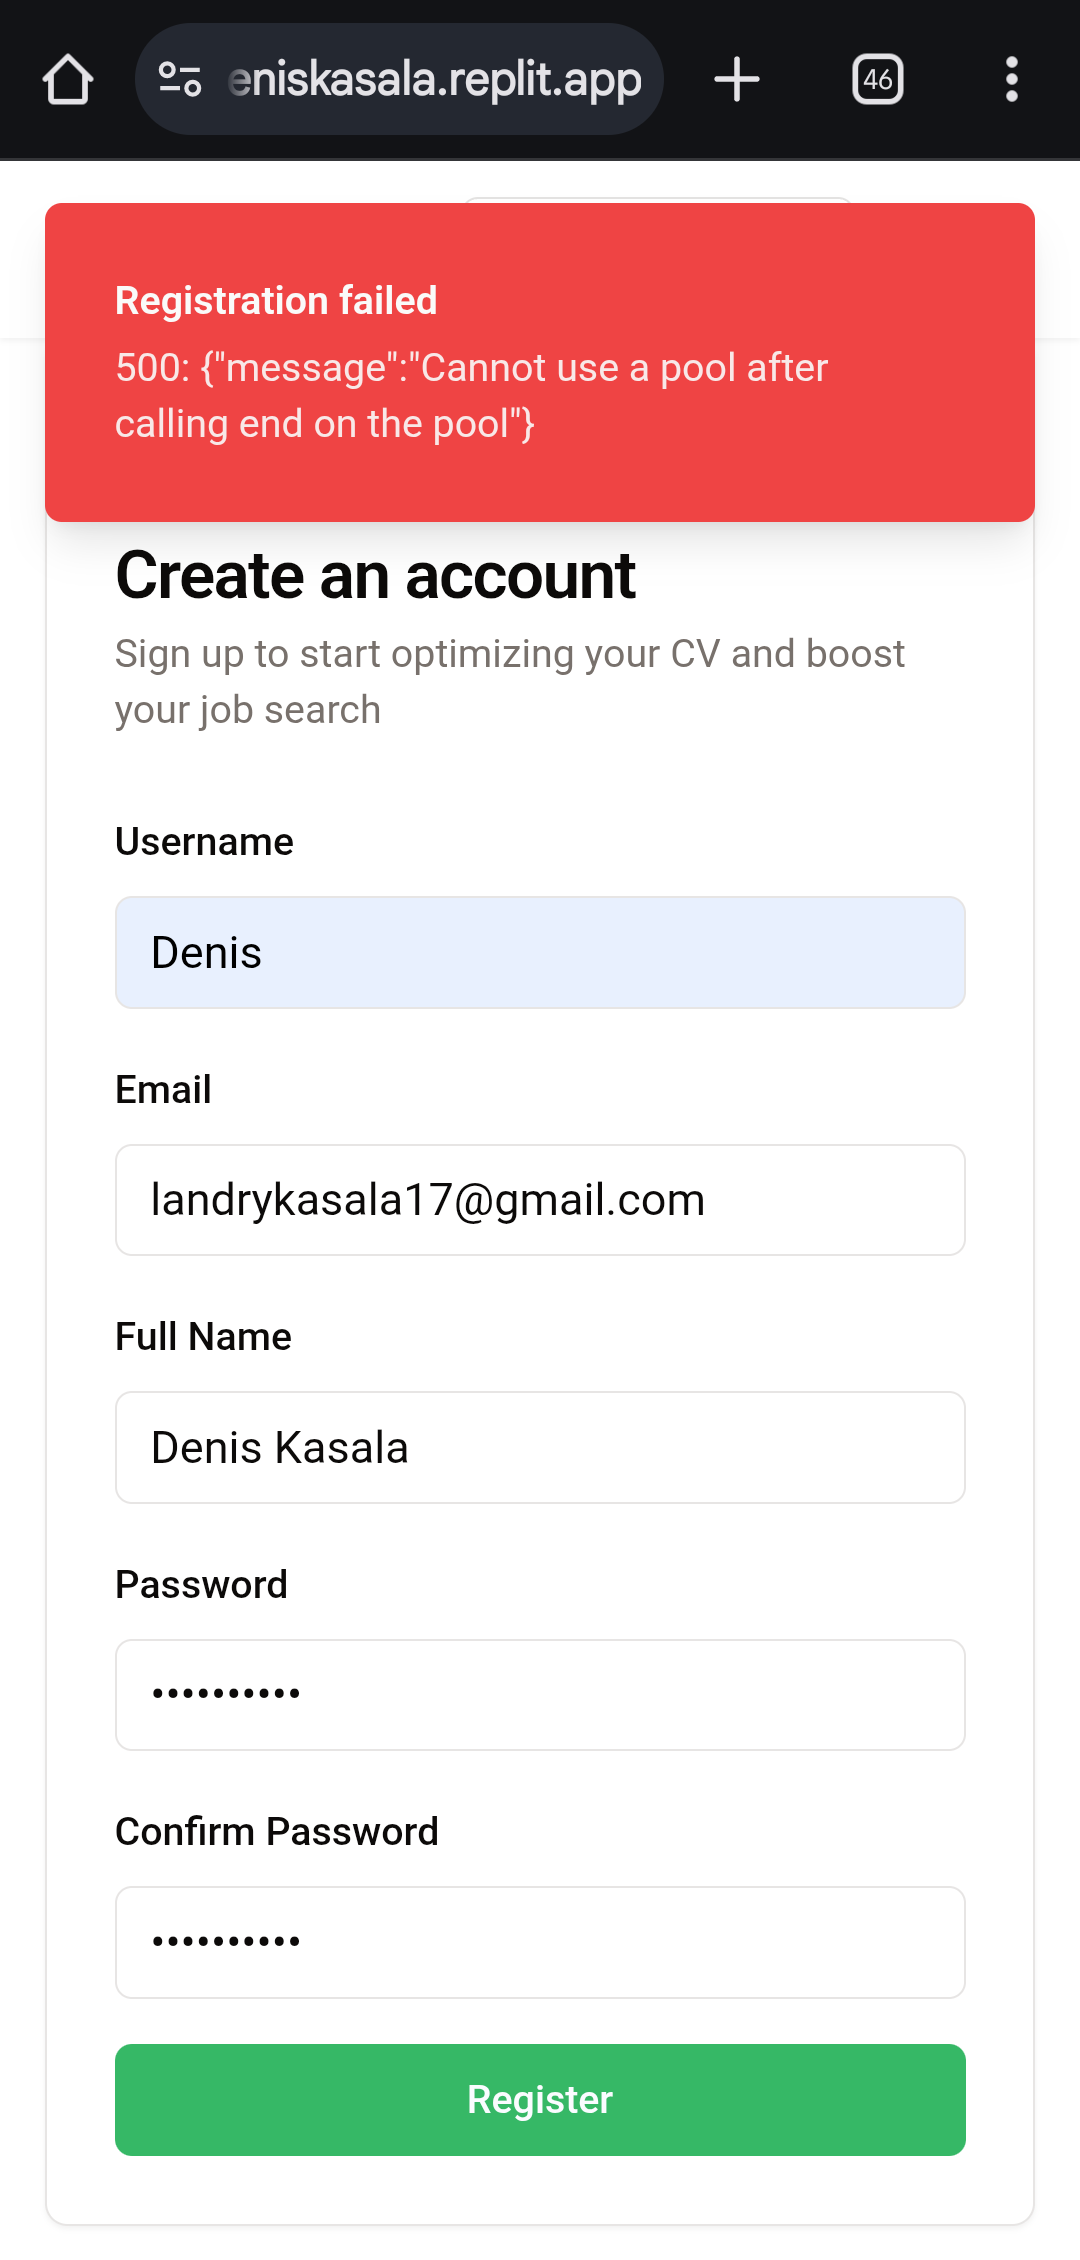 eniskasala.replit.app
46
Registration failed
500: {"message":"Cannot use a pool after
calling end on the pool"}
Create an account
Sign up to start optimizing your CV and boost
your job search
Username
Denis
Email
landrykasala17@gmail.com
Full Name
Denis Kasala
Password
••••••••••
Confirm Password
••••••••••
Register